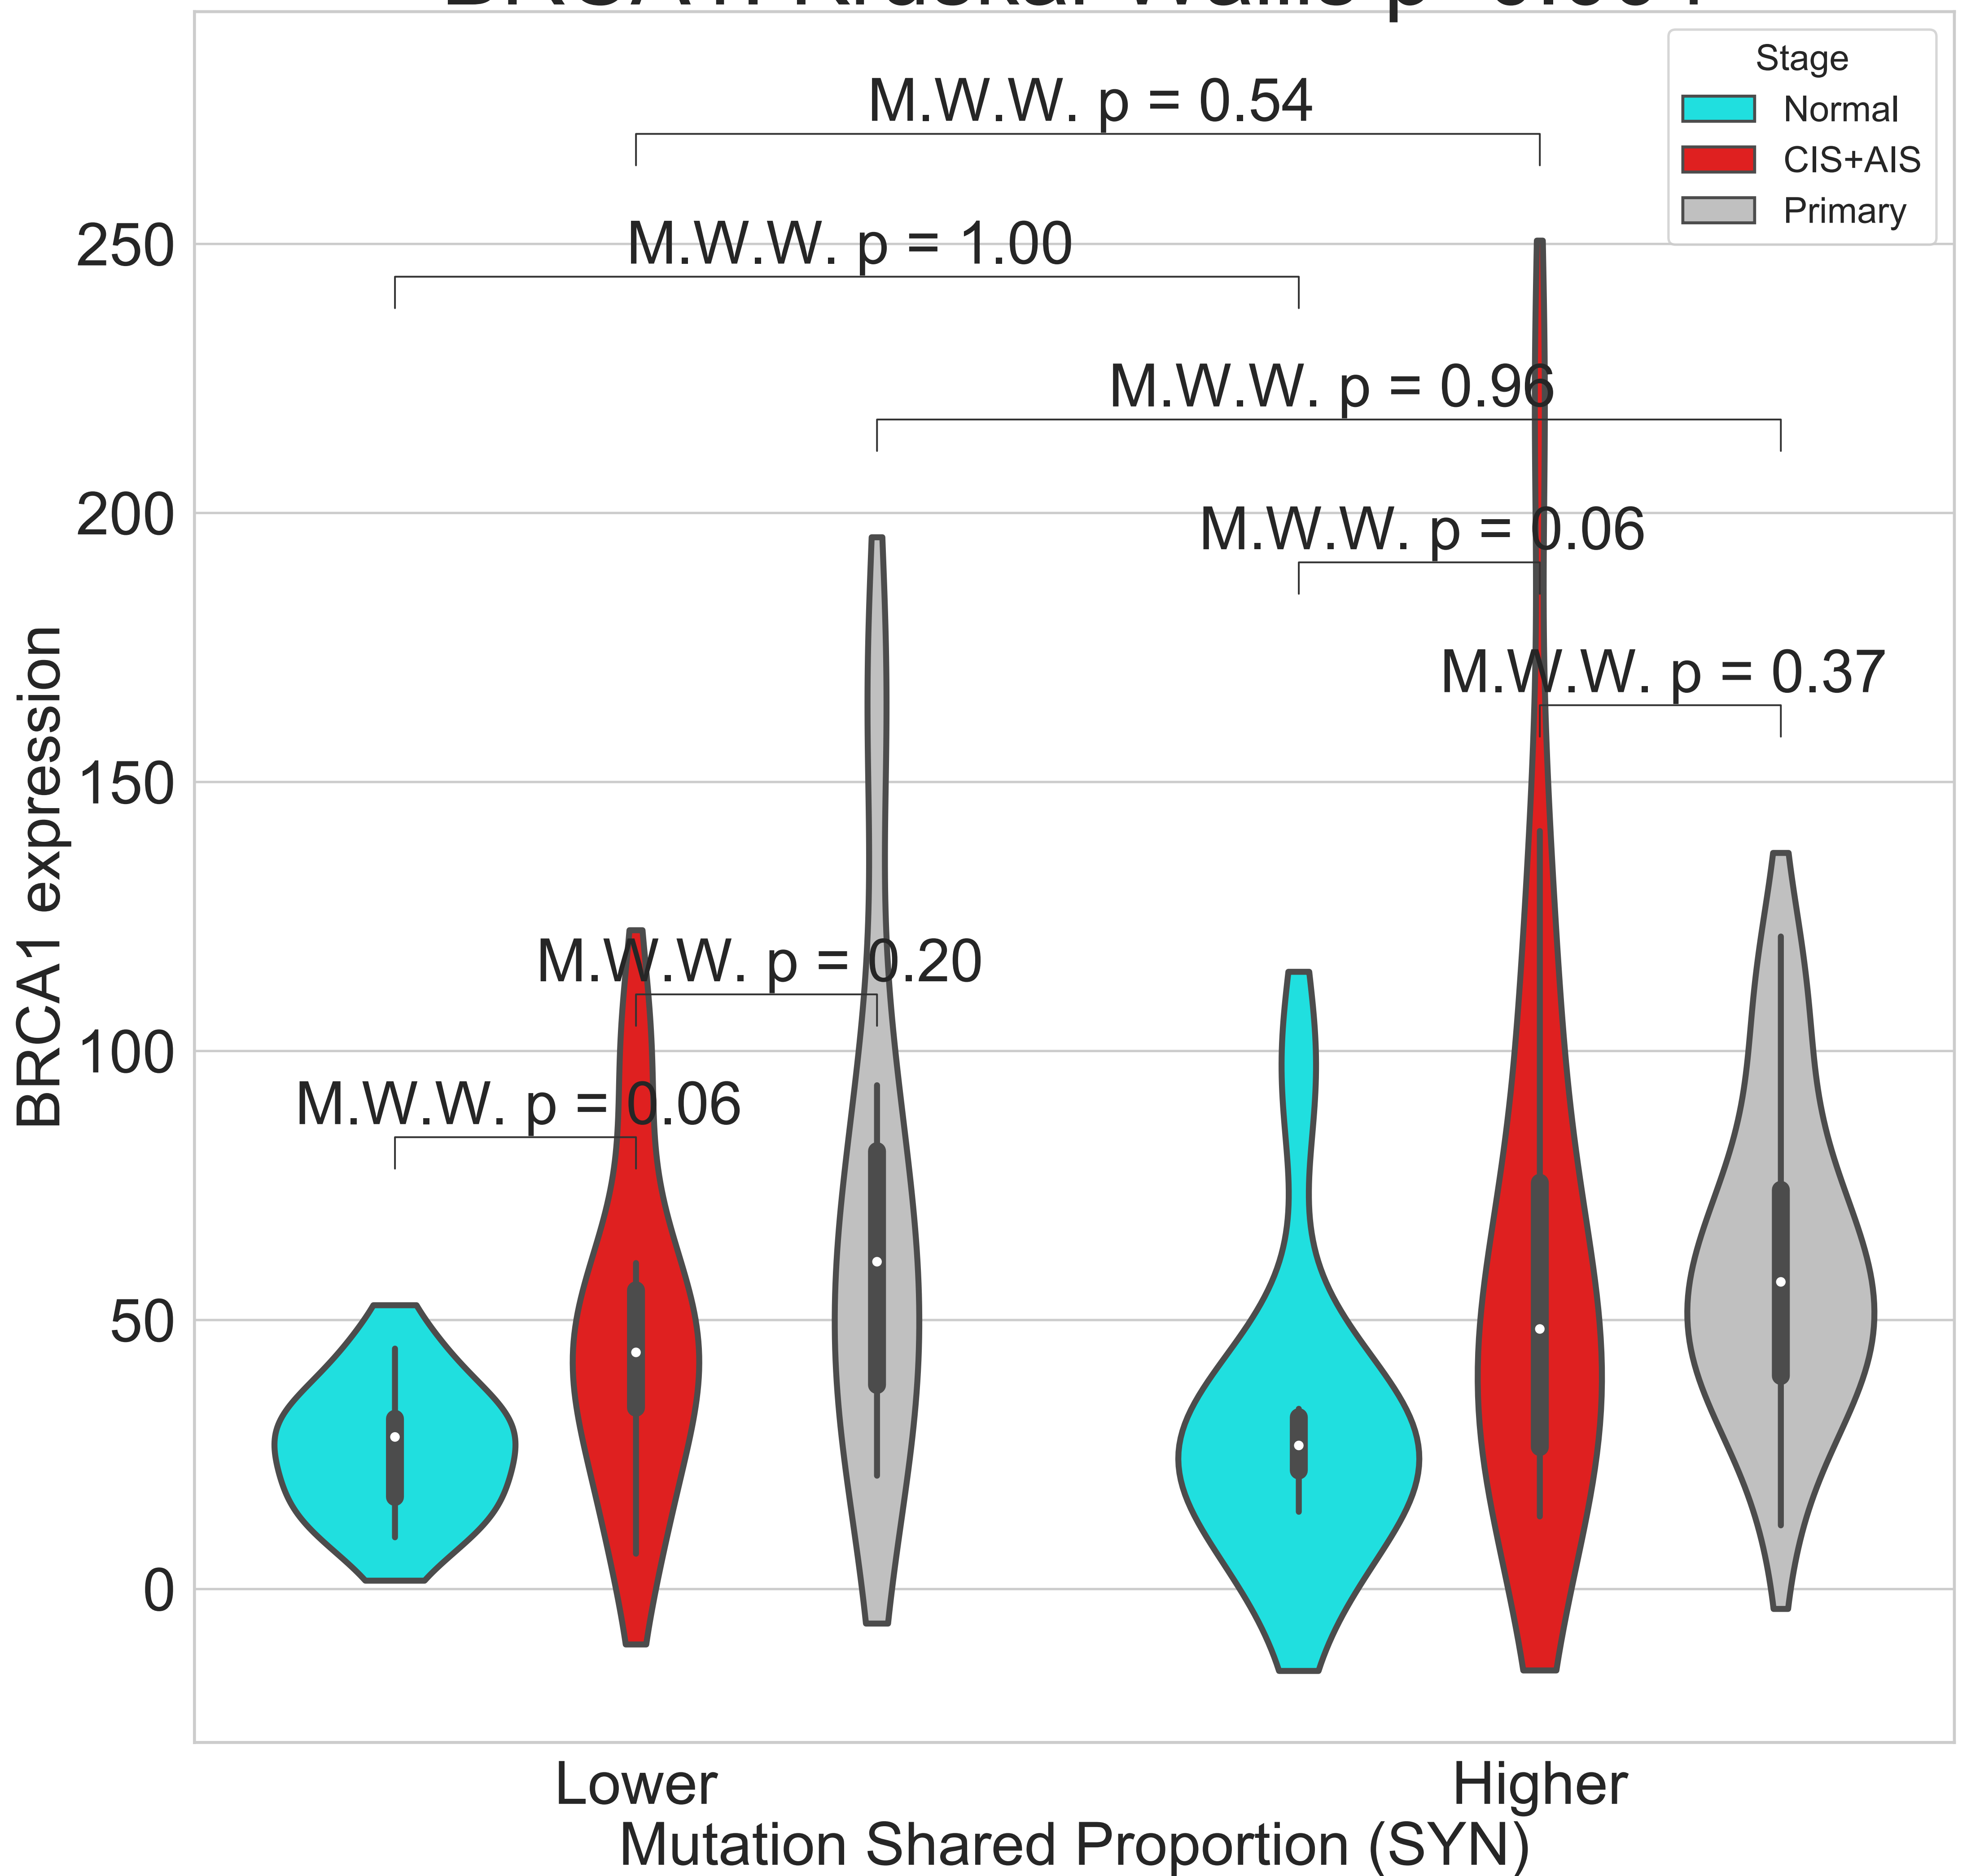 Stage
Normal
CIS+AIS
Primary
M.W.W. p = 0.54
M.W.W. p = 1.00
M.W.W. p = 0.96
M.W.W. p = 0.06
M.W.W. p = 0.37
M.W.W. p = 0.20
M.W.W. p = 0.06
250
200
150
100
50
0
BRCA1 expression
Lower
Higher
Mutation Shared Proportion (SYN)